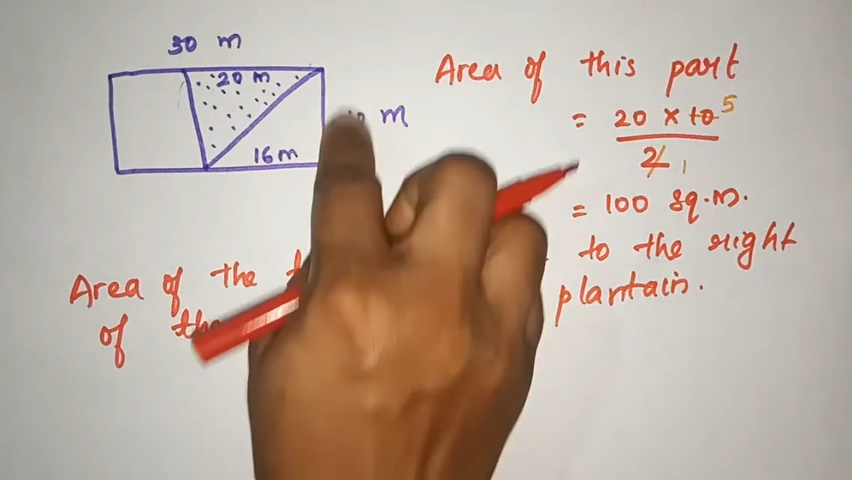 30 m
20 m
m
16m
Area of this part
= 20 × 10 5
2 1
= 100 sq.m.
Area of the to the right
of the plantain.